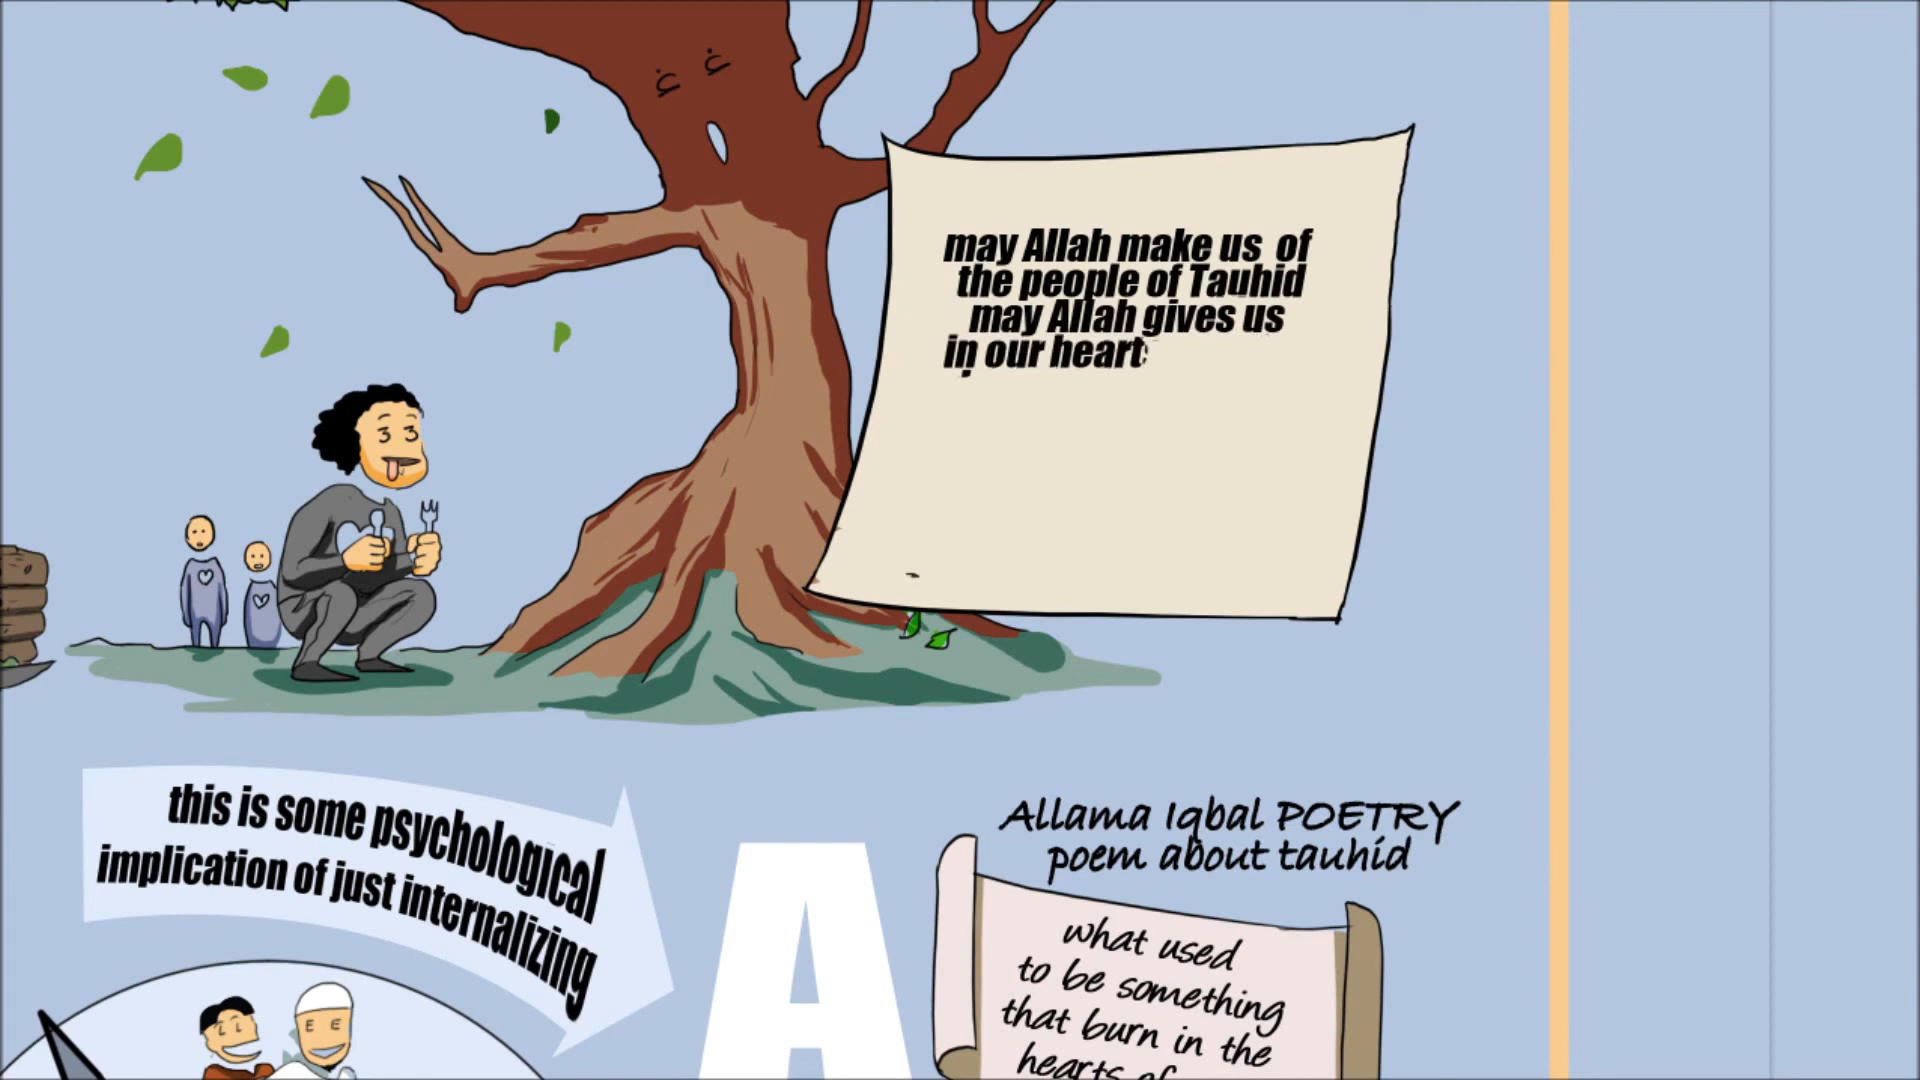 may Allah make us of
the people of Tauhid
may Allah gives us
in our heart
this is some psychological
implication of just internalizing
A
Allama Iqbal POETRY
poem about tauhid
what used
to be something
that burn in the
hearts of